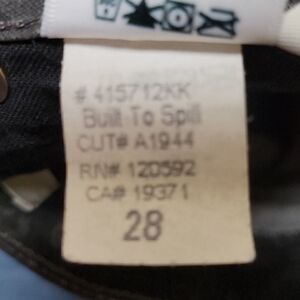 # 415712KK
Built To Spill
CUT# A1944
RN# 120592
CA# 19371
28